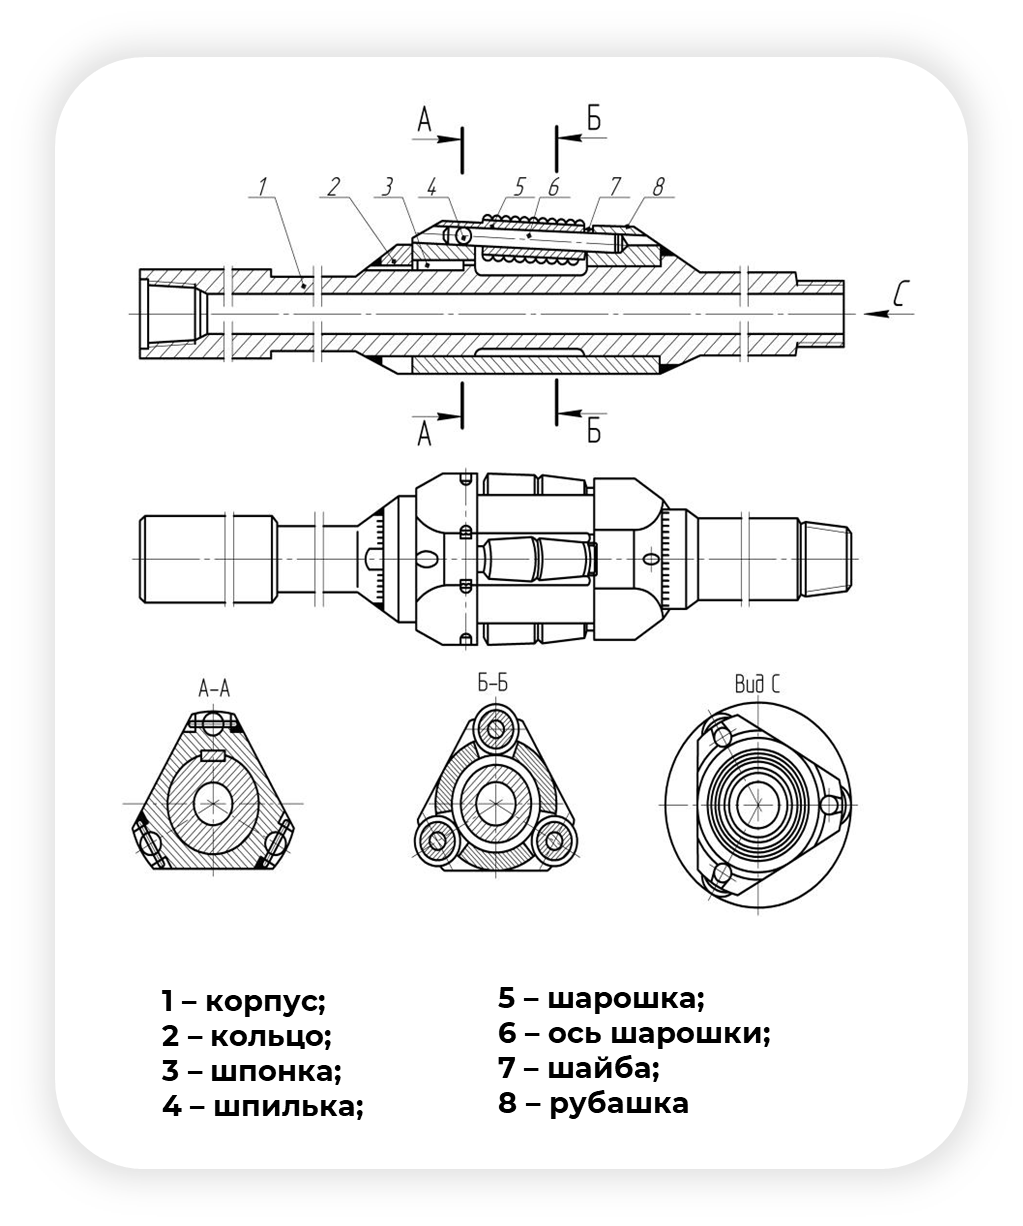 А Б
1 2 3 4 5 6 7 8
С
А Б
А-А Б-Б Вид С
1 – корпус;
2 – кольцо;
3 – шпонка;
4 – шпилька;
5 – шарошка;
6 – ось шарошки;
7 – шайба;
8 – рубашка